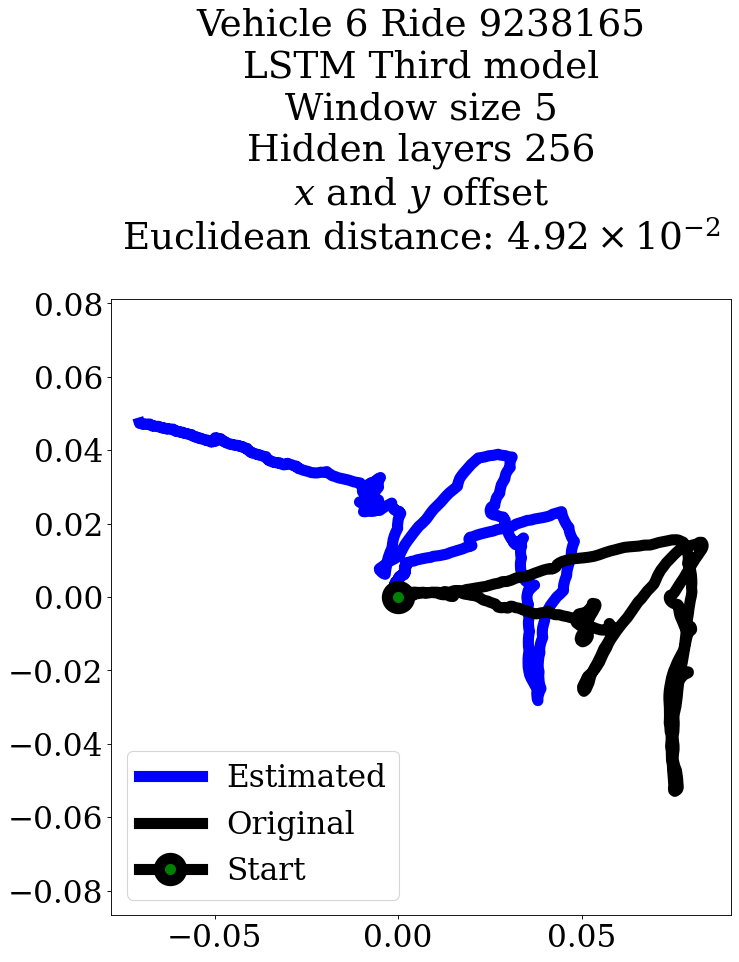 Vehicle 6 Ride 9238165
LSTM Third model
Window size 5
Hidden layers 256
x and y offset
Euclidean distance: 4.92 × 10⁻²
0.08
0.06
0.04
0.02
0.00
−0.02
−0.04
−0.06
−0.08
Estimated
Original
Start
−0.05 0.00 0.05